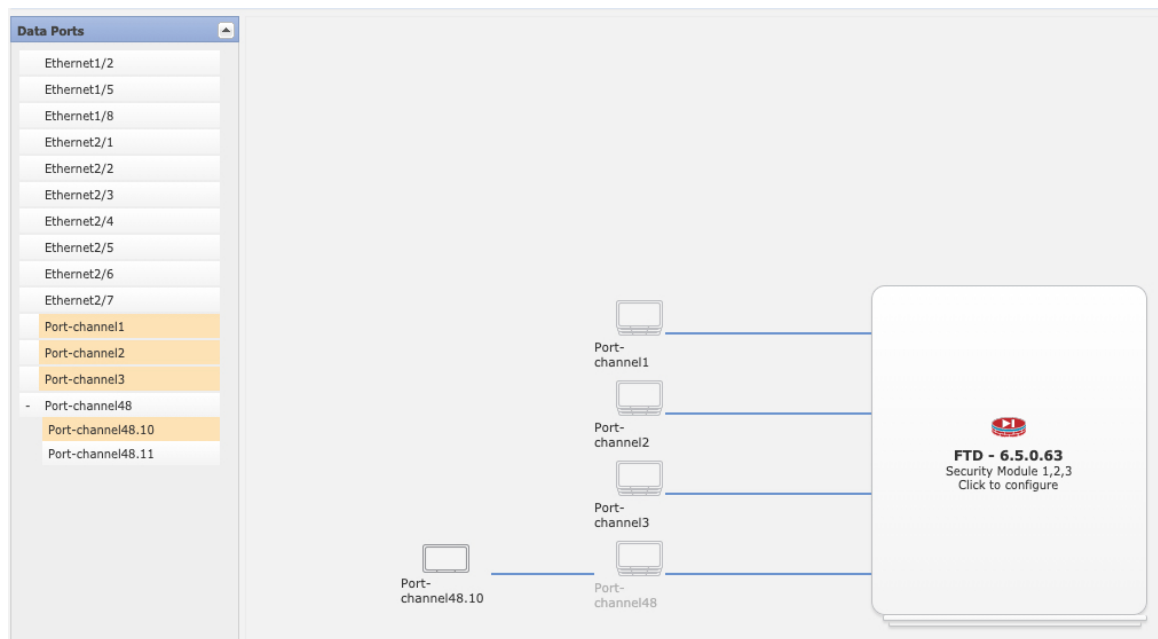 Data Ports
Ethernet1/2
Ethernet1/5
Ethernet1/8
Ethernet2/1
Ethernet2/2
Ethernet2/3
Ethernet2/4
Ethernet2/5
Ethernet2/6
Ethernet2/7
Port-channel1
Port-channel2
Port-channel3
- Port-channel48
Port-channel48.10
Port-channel48.11
Port-
channel1
Port-
channel2
Port-
channel3
Port-
channel48.10
Port-
channel48
FTD - 6.5.0.63
Security Module 1,2,3
Click to configure